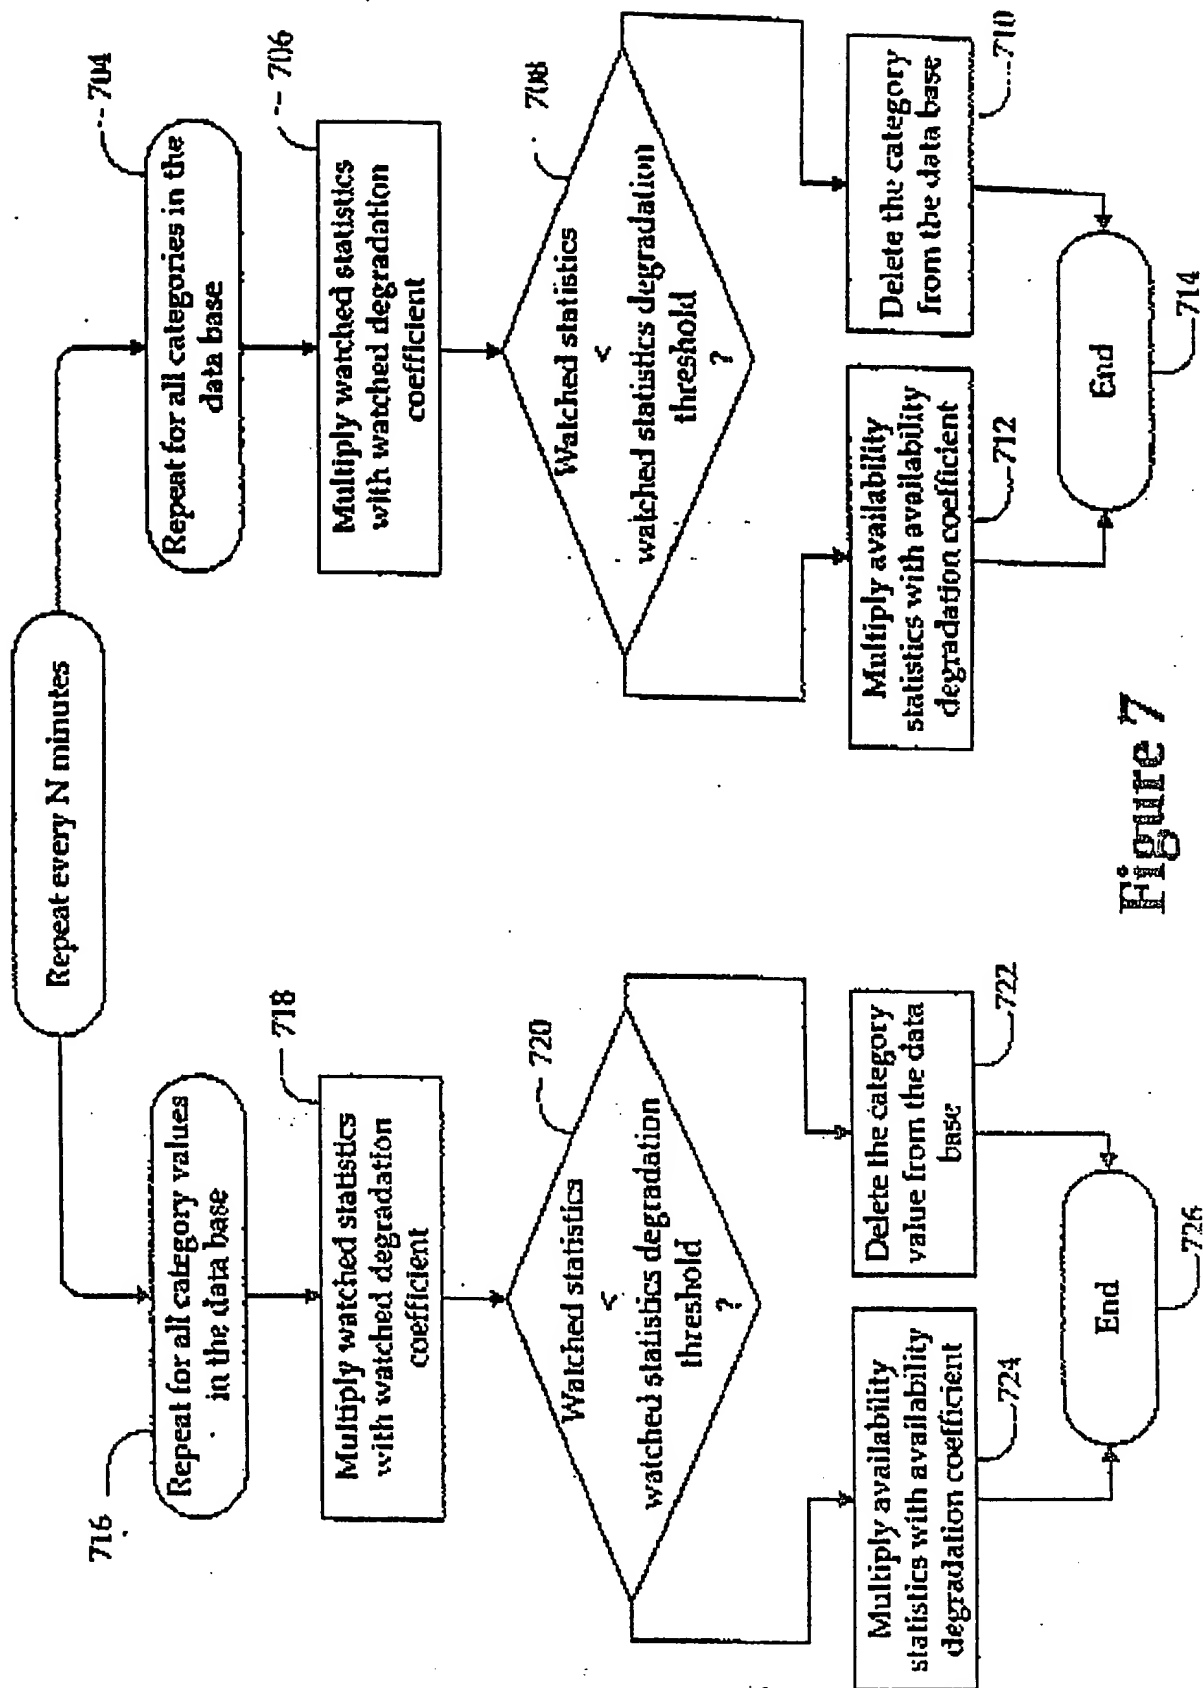 Repeat every N minutes
716
Repeat for all category values
in the data base
718
Multiply watched statistics
with watched degradation
coefficient
720
Watched statistics
<
watched statistics degradation
threshold
?
Multiply availability
statistics with availability
degradation coefficient
724
Delete the category
value from the data
base
722
End
726
704
Repeat for all categories in the
data base
706
Multiply watched statistics
with watched degradation
coefficient
708
Watched statistics
<
watched statistics degradation
threshold
?
Multiply availability
statistics with availability
degradation coefficient
712
Delete the category
from the data base
710
End
714
Figure 7